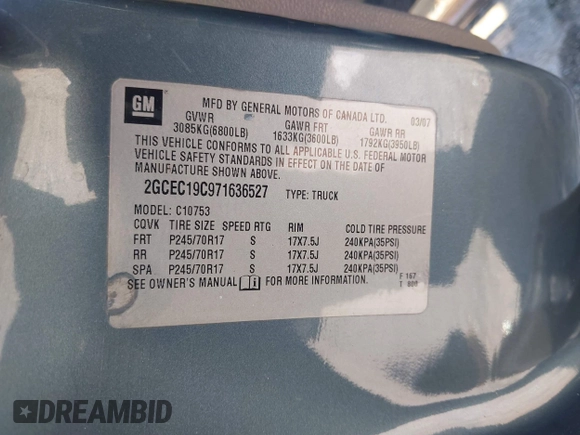 GM
MFD BY GENERAL MOTORS OF CANADA LTD. 03/07
GVWR GAWR FRT GAWR RR
3085KG(6800LB) 1633KG(3600LB) 1792KG(3950LB)
THIS VEHICLE CONFORMS TO ALL APPLICABLE U.S. FEDERAL MOTOR
VEHICLE SAFETY STANDARDS IN EFFECT ON THE DATE OF
MANUFACTURE SHOWN ABOVE.
2GCEC19C971636527 TYPE: TRUCK
MODEL: C10753
CQVK TIRE SIZE SPEED RTG RIM COLD TIRE PRESSURE
FRT P245/70R17 S 17X7.5J 240KPA(35PSI)
RR P245/70R17 S 17X7.5J 240KPA(35PSI)
SPA P245/70R17 S 17X7.5J 240KPA(35PSI)
SEE OWNER'S MANUAL i FOR MORE INFORMATION.
F 157
T 800
DREAMBID